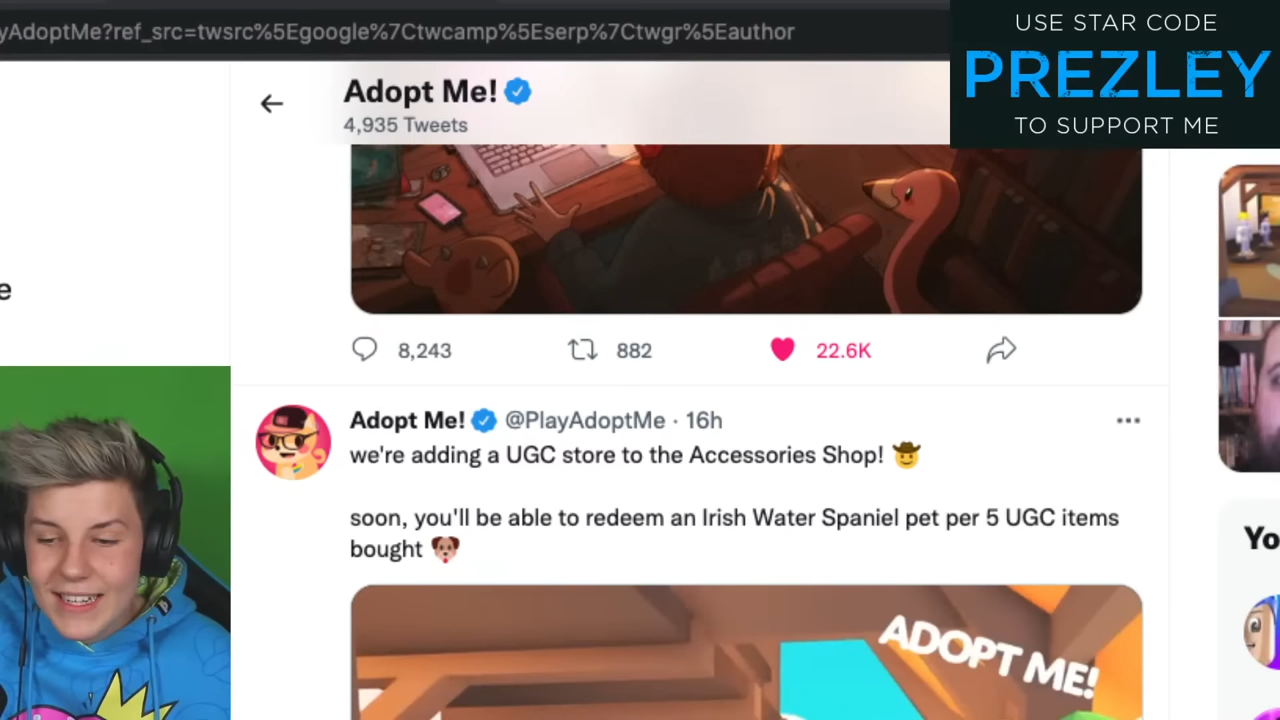 yAdoptMe?ref_src=twsrc%5Egoogle%7Ctwcamp%5Eserp%7Ctwgr%5Eauthor
USE STAR CODE
PREZLEY
TO SUPPORT ME
Adopt Me!
4,935 Tweets
e
8,243 882 22.6K
Adopt Me! @PlayAdoptMe · 16h
we're adding a UGC store to the Accessories Shop! 🤠
soon, you'll be able to redeem an Irish Water Spaniel pet per 5 UGC items
bought 🐶
Yo
ADOPT ME!